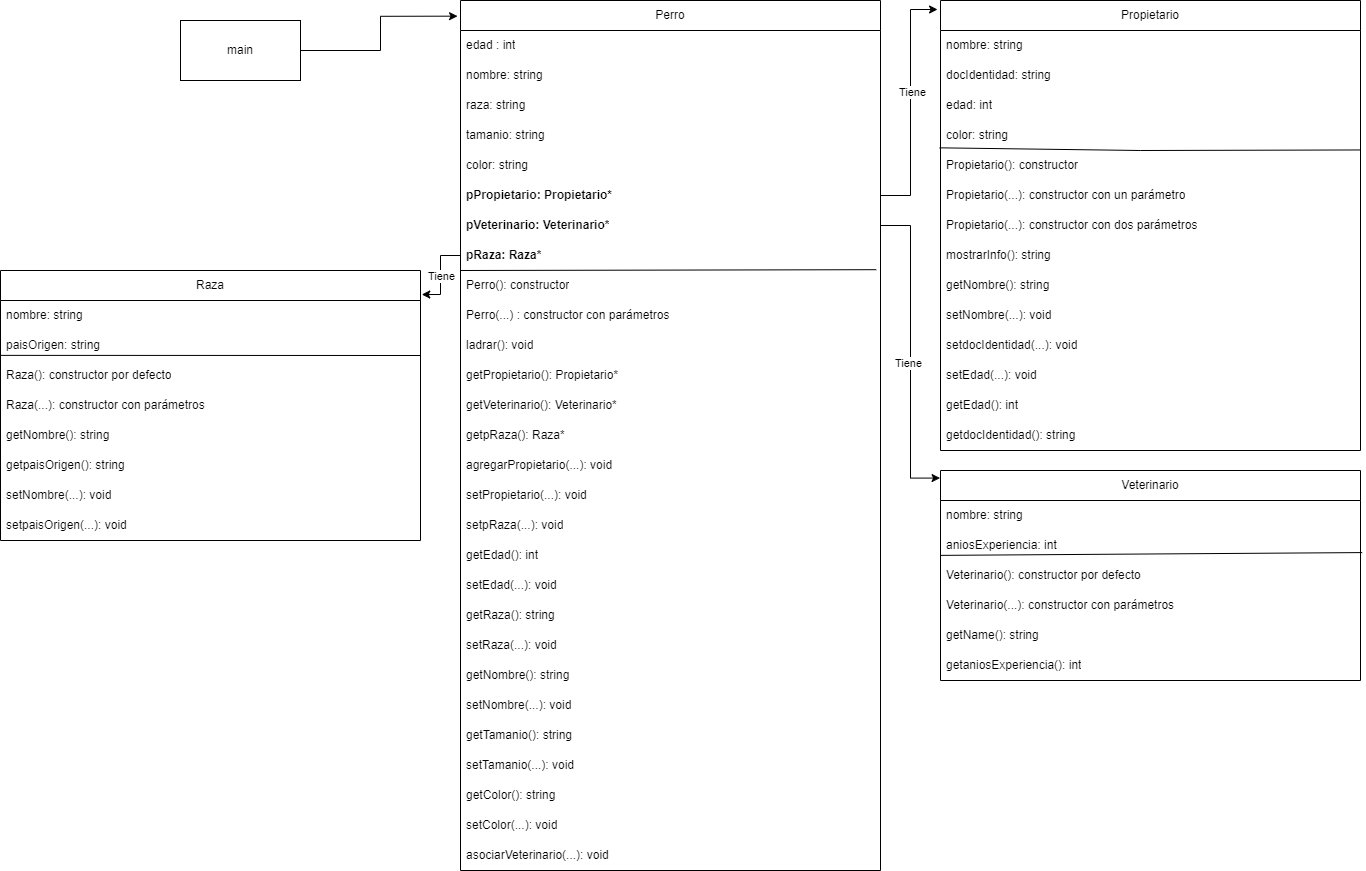 main
Perro
edad : int
nombre: string
raza: string
tamanio: string
color: string
pPropietario: Propietario*
pVeterinario: Veterinario*
pRaza: Raza*
Perro(): constructor
Perro(...) : constructor con parámetros
ladrar(): void
getPropietario(): Propietario*
getVeterinario(): Veterinario*
getpRaza(): Raza*
agregarPropietario(...): void
setPropietario(...): void
setpRaza(...): void
getEdad(): int
setEdad(...): void
getRaza(): string
setRaza(...): void
getNombre(): string
setNombre(...): void
getTamanio(): string
setTamanio(...): void
getColor(): string
setColor(...): void
asociarVeterinario(...): void
Tiene
Raza
nombre: string
paisOrigen: string
Raza(): constructor por defecto
Raza(...): constructor con parámetros
getNombre(): string
getpaisOrigen(): string
setNombre(...): void
setpaisOrigen(...): void
Tiene
Propietario
nombre: string
docIdentidad: string
edad: int
color: string
Propietario(): constructor
Propietario(...): constructor con un parámetro
Propietario(...): constructor con dos parámetros
mostrarInfo(): string
getNombre(): string
setNombre(...): void
setdocIdentidad(...): void
setEdad(...): void
getEdad(): int
getdocIdentidad(): string
Tiene
Veterinario
nombre: string
aniosExperiencia: int
Veterinario(): constructor por defecto
Veterinario(...): constructor con parámetros
getName(): string
getaniosExperiencia(): int